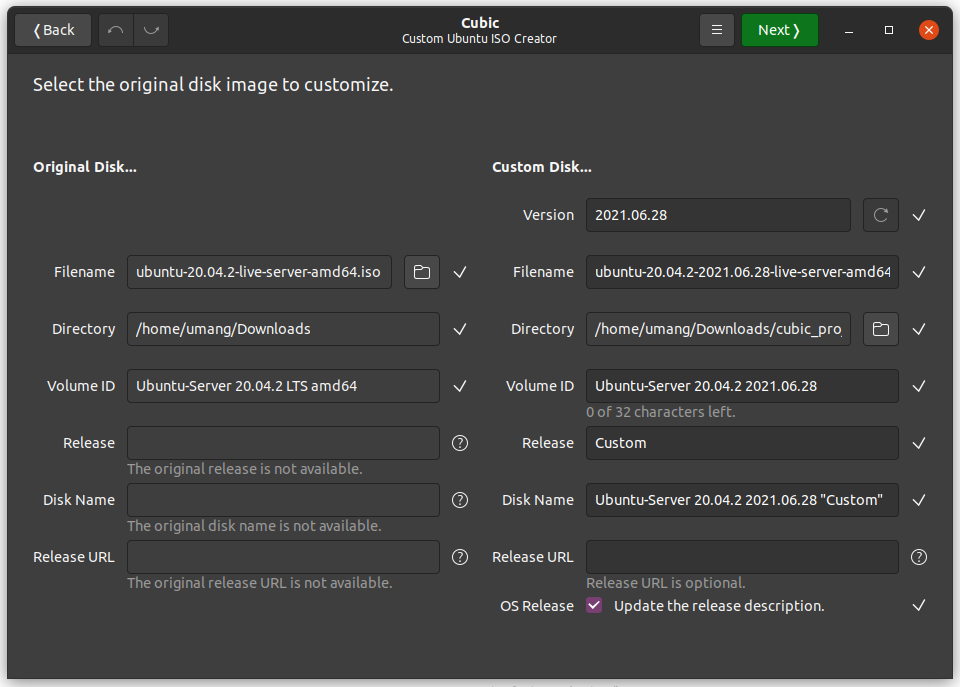 Back
Cubic
Custom Ubuntu ISO Creator
Next
Select the original disk image to customize.
Original Disk...
Custom Disk...
Version 2021.06.28
Filename ubuntu-20.04.2-live-server-amd64.iso
Filename ubuntu-20.04.2-2021.06.28-live-server-amd64
Directory /home/umang/Downloads
Directory /home/umang/Downloads/cubic_proj
Volume ID Ubuntu-Server 20.04.2 LTS amd64
Volume ID Ubuntu-Server 20.04.2 2021.06.28
0 of 32 characters left.
Release
The original release is not available.
Release Custom
Disk Name
The original disk name is not available.
Disk Name Ubuntu-Server 20.04.2 2021.06.28 "Custom"
Release URL
The original release URL is not available.
Release URL
Release URL is optional.
OS Release Update the release description.